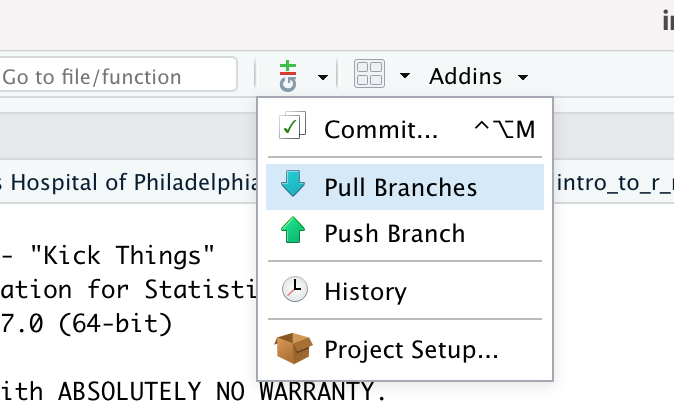 Go to file/function
Git
Addins
Commit... ^⌥M
s Hospital of Philadelphia
Pull Branches
intro_to_r_
Push Branch
- "Kick Things"
ation for Statisti
History
7.0 (64-bit)
Project Setup...
ith ABSOLUTELY NO WARRANTY.